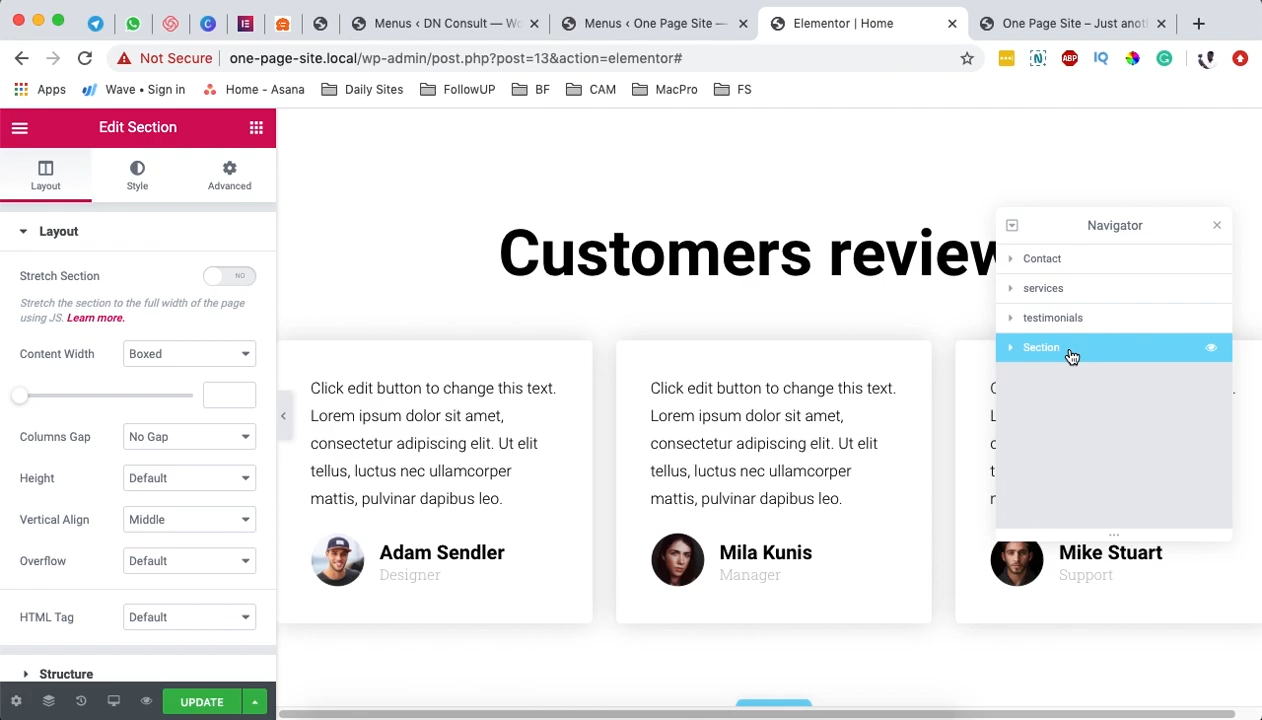 Menus ‹ DN Consult — Wo
Menus ‹ One Page Site —
Elementor | Home
One Page Site – Just anot
Not Secure
one-page-site.local/wp-admin/post.php?post=13&action=elementor#
ABP
IQ
Apps
Wave • Sign in
Home - Asana
Daily Sites
FollowUP
BF
CAM
MacPro
FS
Edit Section
Layout
Style
Advanced
Layout
Stretch Section
NO
Stretch the section to the full width of the page
using JS. Learn more.
Content Width
Boxed
Columns Gap
No Gap
Height
Default
Vertical Align
Middle
Overflow
Default
HTML Tag
Default
Structure
UPDATE
Customers review
Click edit button to change this text.
Lorem ipsum dolor sit amet,
consectetur adipiscing elit. Ut elit
tellus, luctus nec ullamcorper
mattis, pulvinar dapibus leo.
Adam Sendler
Designer
Click edit button to change this text.
Lorem ipsum dolor sit amet,
consectetur adipiscing elit. Ut elit
tellus, luctus nec ullamcorper
mattis, pulvinar dapibus leo.
Mila Kunis
Manager
Mike Stuart
Support
Navigator
Contact
services
testimonials
Section